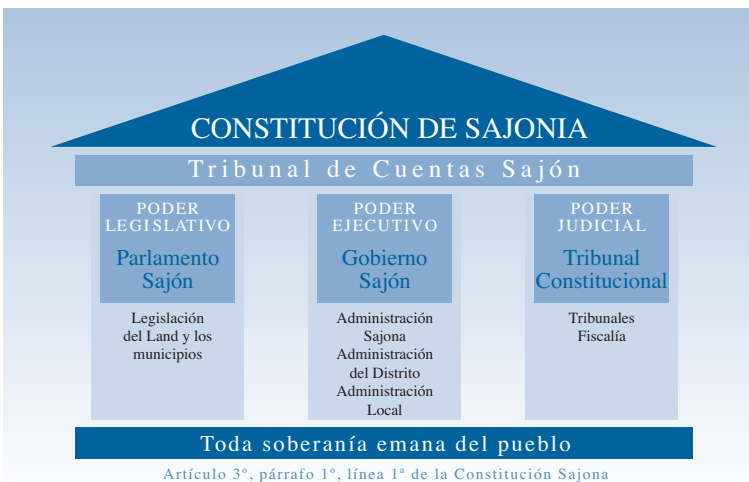 CONSTITUCIÓN DE SAJONIA
Tribunal de Cuentas Sajón
PODER
LEGISLATIVO
Parlamento
Sajón
Legislación
del Land y los
municipios
PODER
EJECUTIVO
Gobierno
Sajón
Administración
Sajona
Administración
del Distrito
Administración
Local
PODER
JUDICIAL
Tribunal
Constitucional
Tribunales
Fiscalía
Toda soberanía emana del pueblo
Artículo 3º, párrafo 1º, línea 1ª de la Constitución Sajona